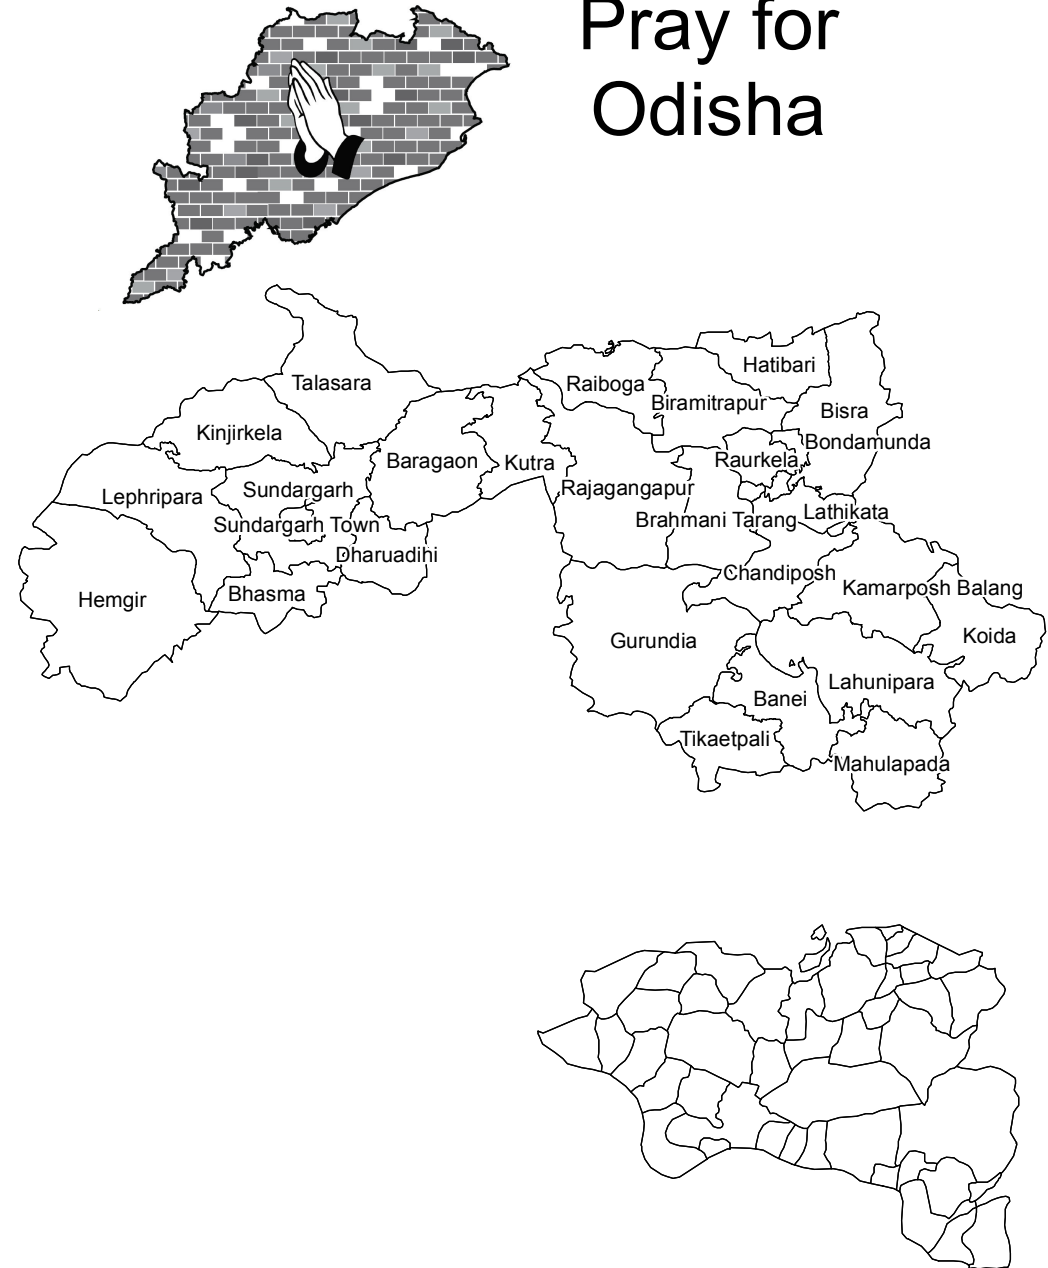 Pray for
Odisha
Talasara
Hatibari
Raiboga
Biramitrapur
Bisra
Kinjirkela
Bondamunda
Baragaon
Kutra
Raurkela
Lephripara
Sundargarh
Rajagangapur
Sundargarh Town
Brahmani Tarang
Lathikata
Dharuadihi
Chandiposh
Hemgir
Bhasma
Kamarposh Balang
Gurundia
Koida
Lahunipara
Banei
Tikaetpali
Mahulapada